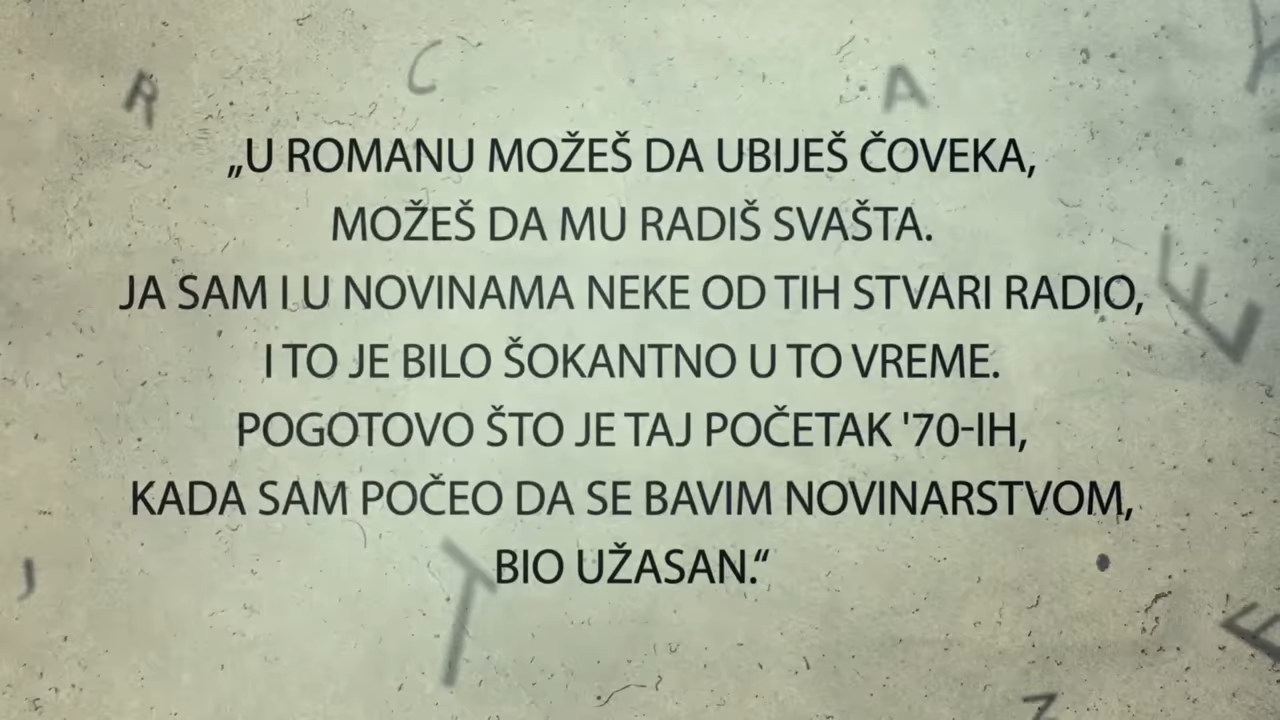 „U ROMANU MOŽEŠ DA UBIJEŠ ČOVEKA,
MOŽEŠ DA MU RADIŠ SVAŠTA.
JA SAM I U NOVINAMA NEKE OD TIH STVARI RADIO,
I TO JE BILO ŠOKANTNO U TO VREME.
POGOTOVO ŠTO JE TAJ POČETAK '70-IH,
KADA SAM POČEO DA SE BAVIM NOVINARSTVOM,
BIO UŽASAN.“